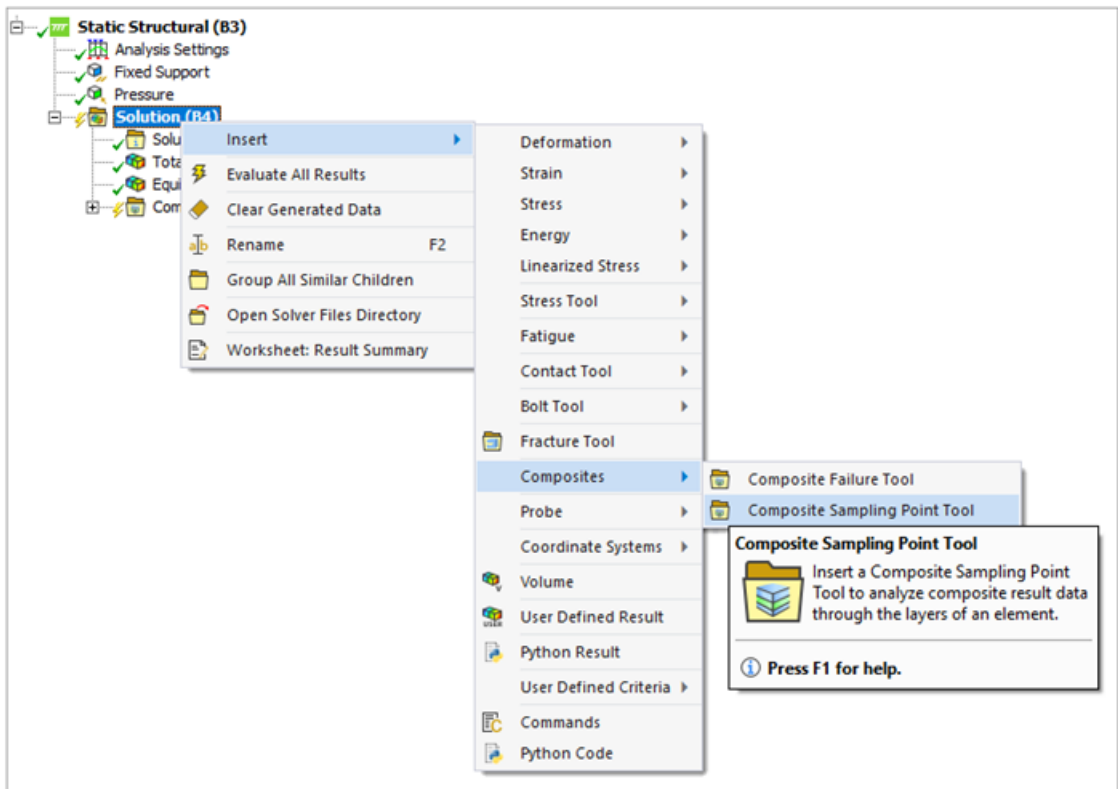 Static Structural (B3)
Analysis Settings
Fixed Support
Pressure
Solution (B4)
Solu
Tota
Equi
Com
Insert
Evaluate All Results
Clear Generated Data
Rename F2
Group All Similar Children
Open Solver Files Directory
Worksheet: Result Summary
Deformation
Strain
Stress
Energy
Linearized Stress
Stress Tool
Fatigue
Contact Tool
Bolt Tool
Fracture Tool
Composites
Probe
Coordinate Systems
Volume
User Defined Result
Python Result
User Defined Criteria
Commands
Python Code
Composite Failure Tool
Composite Sampling Point Tool
Composite Sampling Point Tool
Insert a Composite Sampling Point
Tool to analyze composite result data
through the layers of an element.
Press F1 for help.